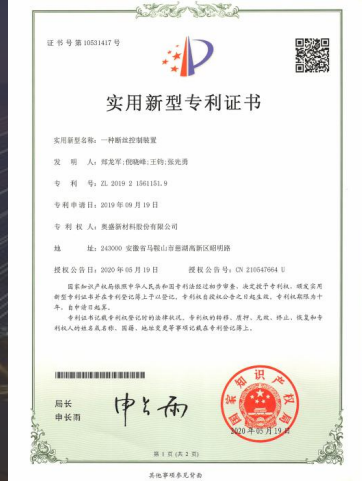 证书号第10531417号
实用新型专利证书
实用新型名称：一种断丝控制装置
发明人：郑龙军;倪晓峰;王钧;张光勇
专利号：ZL 2019 2 1561151.9
专利申请日：2019年09月19日
专利权人：奥盛新材料股份有限公司
地址：243000 安徽省马鞍山市慈湖高新区昭明路
授权公告日：2020年05月19日 授权公告号：CN 210547664 U
国家知识产权局依照中华人民共和国专利法经过初步审查，决定授予专利权，颁发实用
新型专利证书并在专利登记簿上予以登记。专利权自授权公告之日起生效。专利权期限为十
年，自申请日起算。
专利证书记载专利权登记时的法律状况。专利权的转移、质押、无效、终止、恢复和专
利权人的姓名或名称、国籍、地址变更等事项记载在专利登记簿上。
局长
申长雨
申长雨
国家知识产权局
2020年05月19日
第 1 页 (共 2 页)
其他事项参见背面